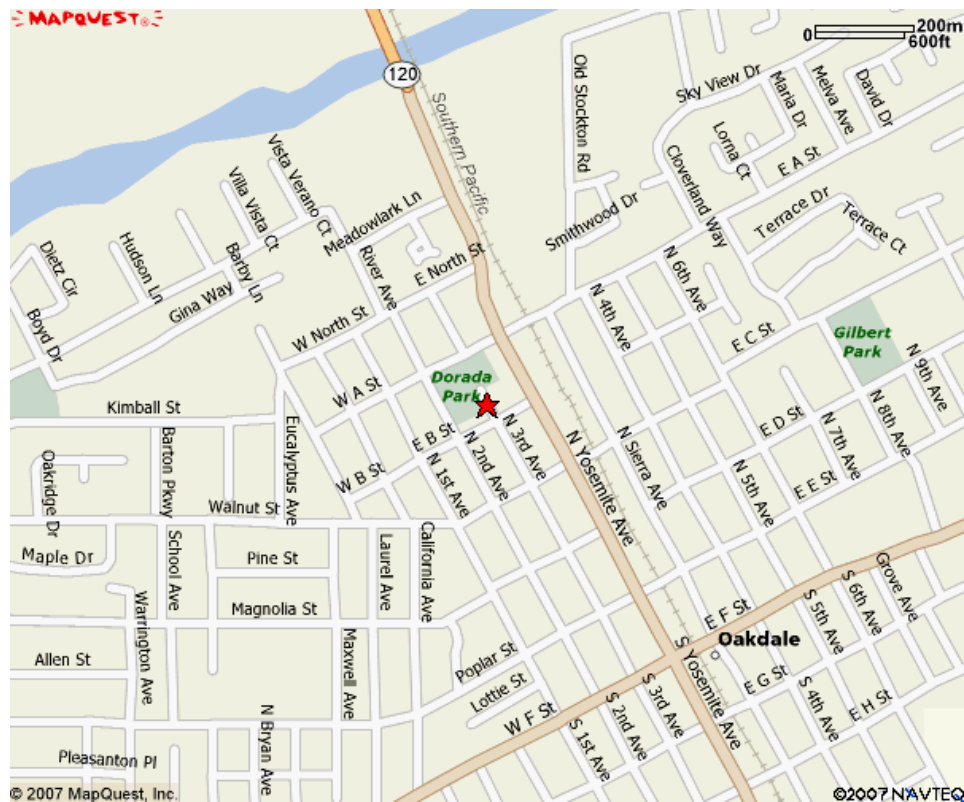 MAPQUEST®
0
200m
600ft
120
Southern Pacific
Old Stockton Rd
Sky View Dr
Maria Dr
Melva Ave
David Dr
Lorna Ct
E A St
Cloverland Way
Terrace Dr
Terrace Ct
Smithwood Dr
Vista Verano Ct
Villa Vista Ct
Meadowlark Ln
Dietz Cir
Hudson Ln
Barby Ln
Gina Way
River Ave
E North St
W North St
Boyd Dr
N 6th Ave
N 4th Ave
E C St
Gilbert
Park
N 9th Ave
Dorada
Park
W A St
Kimball St
Barton Pkwy
Eucalyptus Ave
E B St
W B St
N 3rd Ave
N 2nd Ave
N 1st Ave
N Yosemite Ave
N Sierra Ave
E D St
N 8th Ave
N 7th Ave
N 5th Ave
E E St
Oakridge Dr
Walnut St
Maple Dr
School Ave
Pine St
Laurel Ave
California Ave
Magnolia St
Warrington Ave
Maxwell Ave
Allen St
Poplar St
Lottie St
W F St
E F St
Oakdale
S Yosemite Ave
S 5th Ave
S 6th Ave
Grove Ave
E G St
S 4th Ave
E H St
S 3rd Ave
S 2nd Ave
S 1st Ave
N Bryan Ave
Pleasanton Pl
© 2007 MapQuest, Inc.
©2007 NAVTEQ